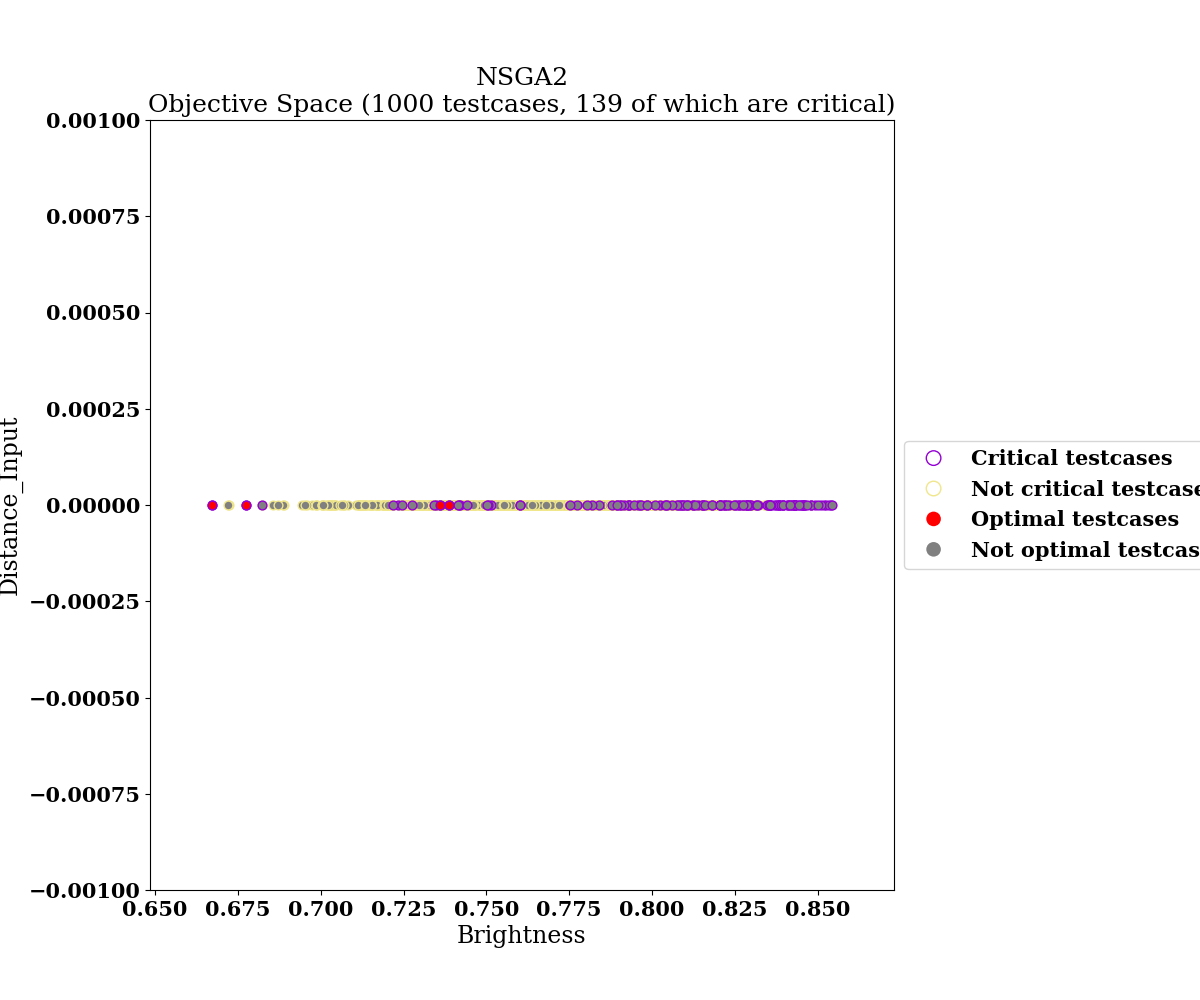 NSGA2
Objective Space (1000 testcases, 139 of which are critical)
0.00100
0.00075
0.00050
0.00025
0.00000
−0.00025
−0.00050
−0.00075
−0.00100
Distance_Input
0.650 0.675 0.700 0.725 0.750 0.775 0.800 0.825 0.850
Brightness
Critical testcases
Not critical testcase
Optimal testcases
Not optimal testcas